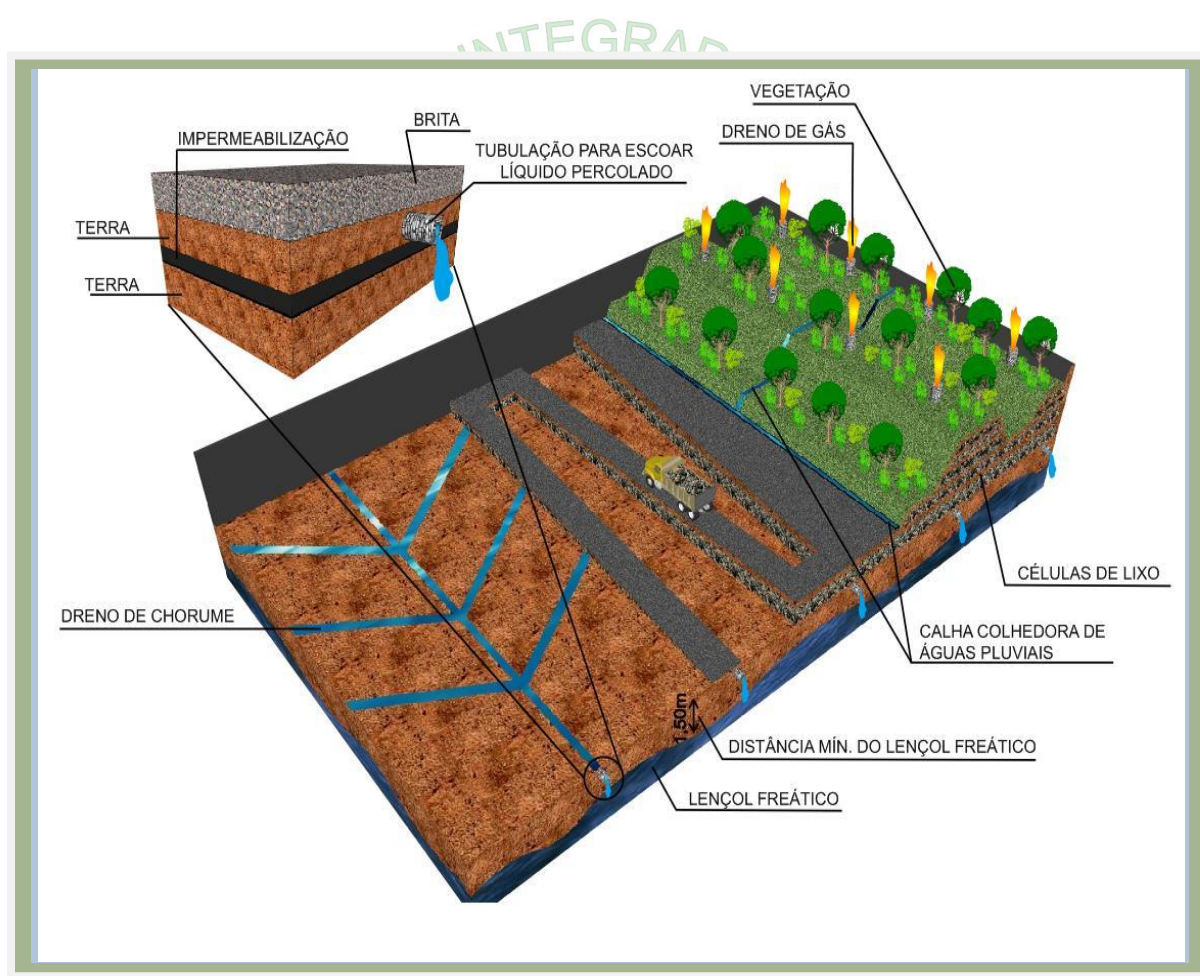 VEGETAÇÃO
BRITA
DRENO DE GÁS
IMPERMEABILIZAÇÃO
TUBULAÇÃO PARA ESCOAR
LÍQUIDO PERCOLADO
TERRA
TERRA
CÉLULAS DE LIXO
DRENO DE CHORUME
CALHA COLHEDORA DE
ÁGUAS PLUVIAIS
1,50m
DISTÂNCIA MÍN. DO LENÇOL FREÁTICO
LENÇOL FREÁTICO